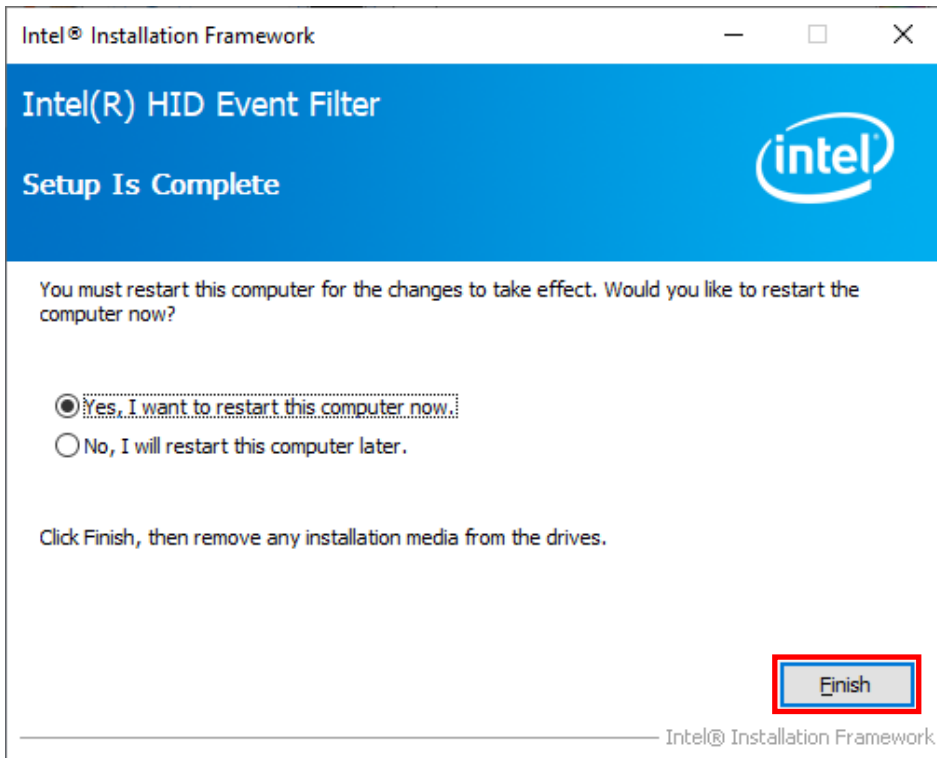 Intel® Installation Framework
Intel(R) HID Event Filter
intel
Setup Is Complete
You must restart this computer for the changes to take effect. Would you like to restart the
computer now?
Yes, I want to restart this computer now.
No, I will restart this computer later.
Click Finish, then remove any installation media from the drives.
Finish
Intel® Installation Framework